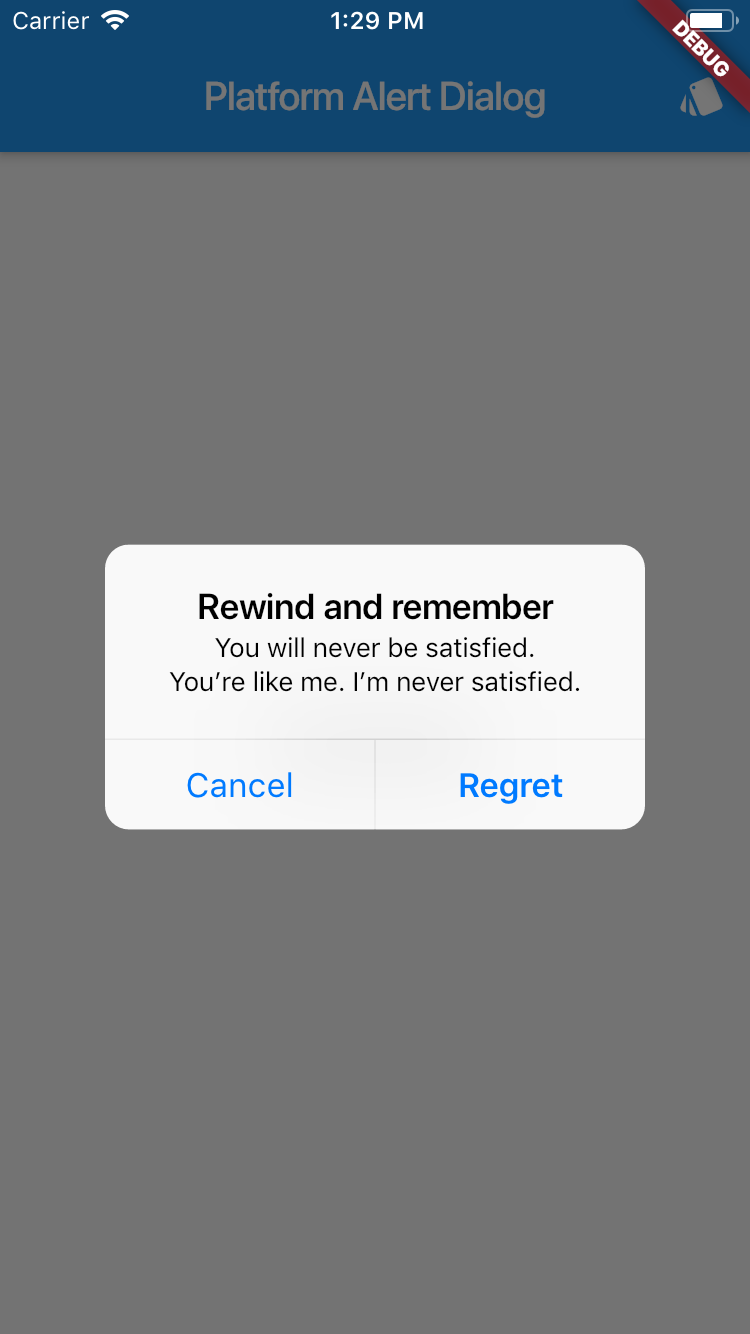 Carrier 1:29 PM
DEBUG
Platform Alert Dialog
Rewind and remember
You will never be satisfied.
You’re like me. I’m never satisfied.
Cancel Regret